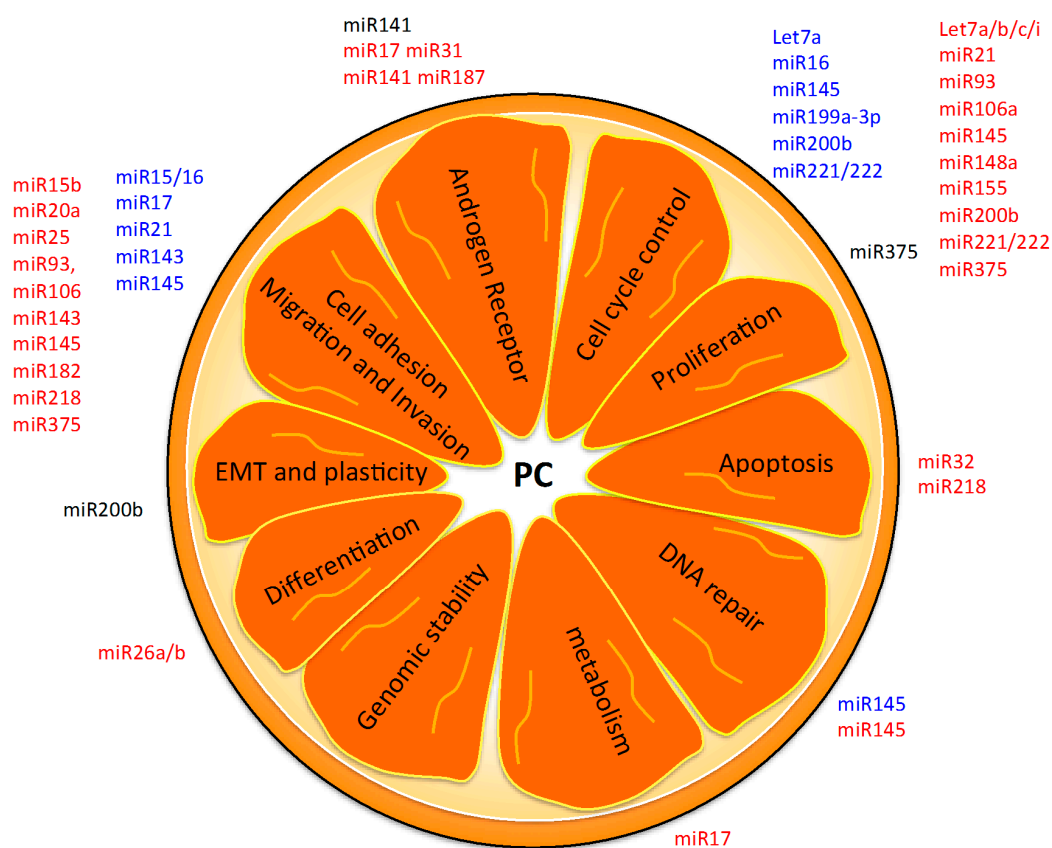 miR141
miR17 miR31
miR141 miR187
Let7a
miR16
miR145
miR199a-3p
miR200b
miR221/222
Let7a/b/c/i
miR21
miR93
miR106a
miR145
miR148a
miR155
miR200b
miR221/222
miR375
miR375
miR15b
miR20a
miR25
miR93,
miR106
miR143
miR145
miR182
miR218
miR375
miR15/16
miR17
miR21
miR143
miR145
Androgen Receptor
Cell cycle control
Cell adhesion
Migration and Invasion
Proliferation
EMT and plasticity
PC
Apoptosis
miR32
miR218
miR200b
Differentiation
DNA repair
Genomic stability
metabolism
miR26a/b
miR145
miR145
miR17